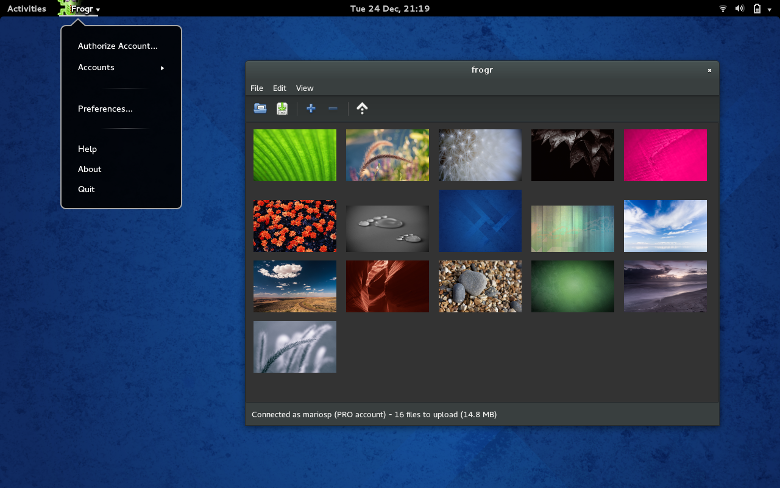 Activities
Frogr
Tue 24 Dec, 21:19
Authorize Account...
Accounts
Preferences...
Help
About
Quit
frogr
File Edit View
Connected as mariosp (PRO account) - 16 files to upload (14.8 MB)